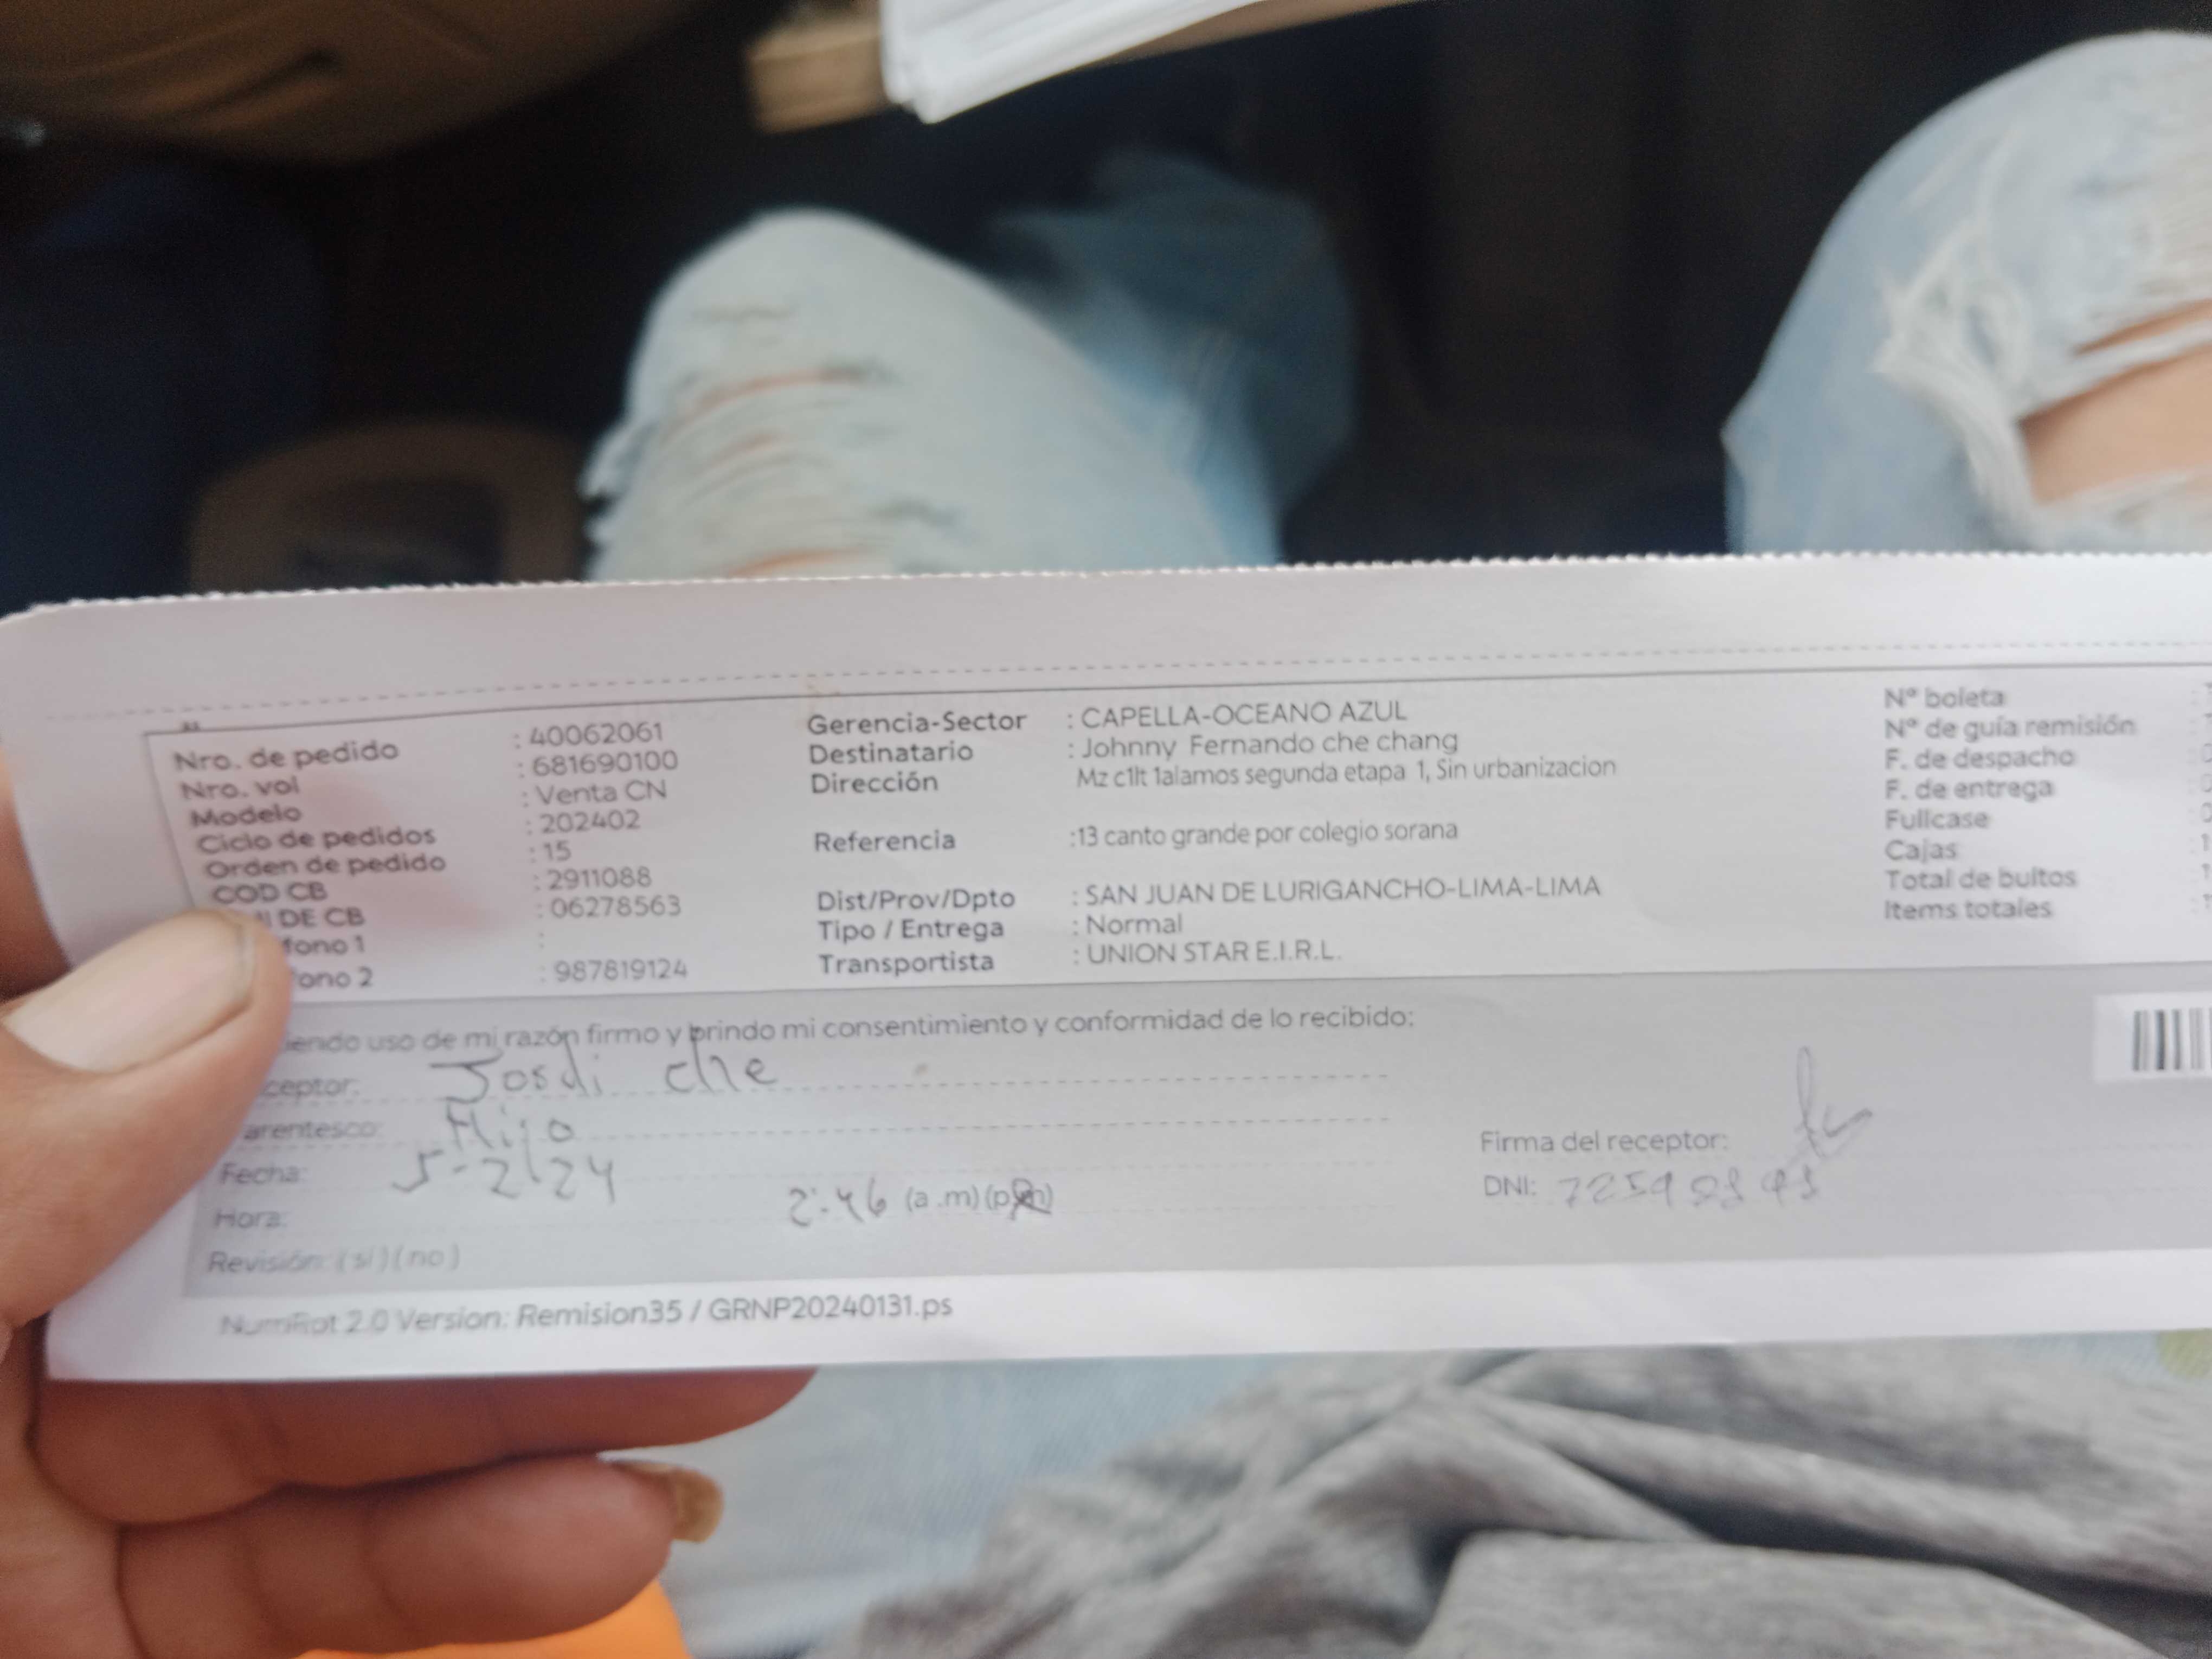 Nro. de pedido : 40062061
Nro. vol : 681690100
Modelo : Venta CN
Ciclo de pedidos : 202402
Orden de pedido : 15
COD CB : 2911088
DE CB : 06278563
fono 1 :
ono 2 : 987819124
Gerencia-Sector : CAPELLA-OCEANO AZUL
Destinatario : Johnny Fernando che chang
Dirección Mz c1lt 1alamos segunda etapa 1, Sin urbanizacion
Referencia :13 canto grande por colegio sorana
Dist/Prov/Dpto : SAN JUAN DE LURIGANCHO-LIMA-LIMA
Tipo / Entrega : Normal
Transportista : UNION STAR E.I.R.L.
N° boleta
N° de guía remisión
F. de despacho
F. de entrega
Fullcase
Cajas
Total de bultos
Items totales
iendo uso de mi razón firmo y brindo mi consentimiento y conformidad de lo recibido:
ceptor: Josdi che
arentesco: Hijo
Fecha: 5-2-24
Hora: 2:46 (a.m)(pm)
Revisión: (si)(no)
Firma del receptor:
DNI:
NumRot 2.0 Version: Remision35 / GRNP20240131.ps